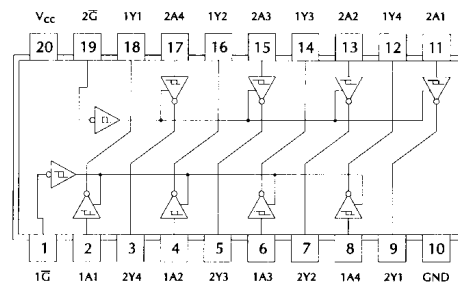 Vcc 2G̅ 1Y1 2A4 1Y2 2A3 1Y3 2A2 1Y4 2A1
20 19 18 17 16 15 14 13 12 11
1 2 3 4 5 6 7 8 9 10
1G̅ 1A1 2Y4 1A2 2Y3 1A3 2Y2 1A4 2Y1 GND